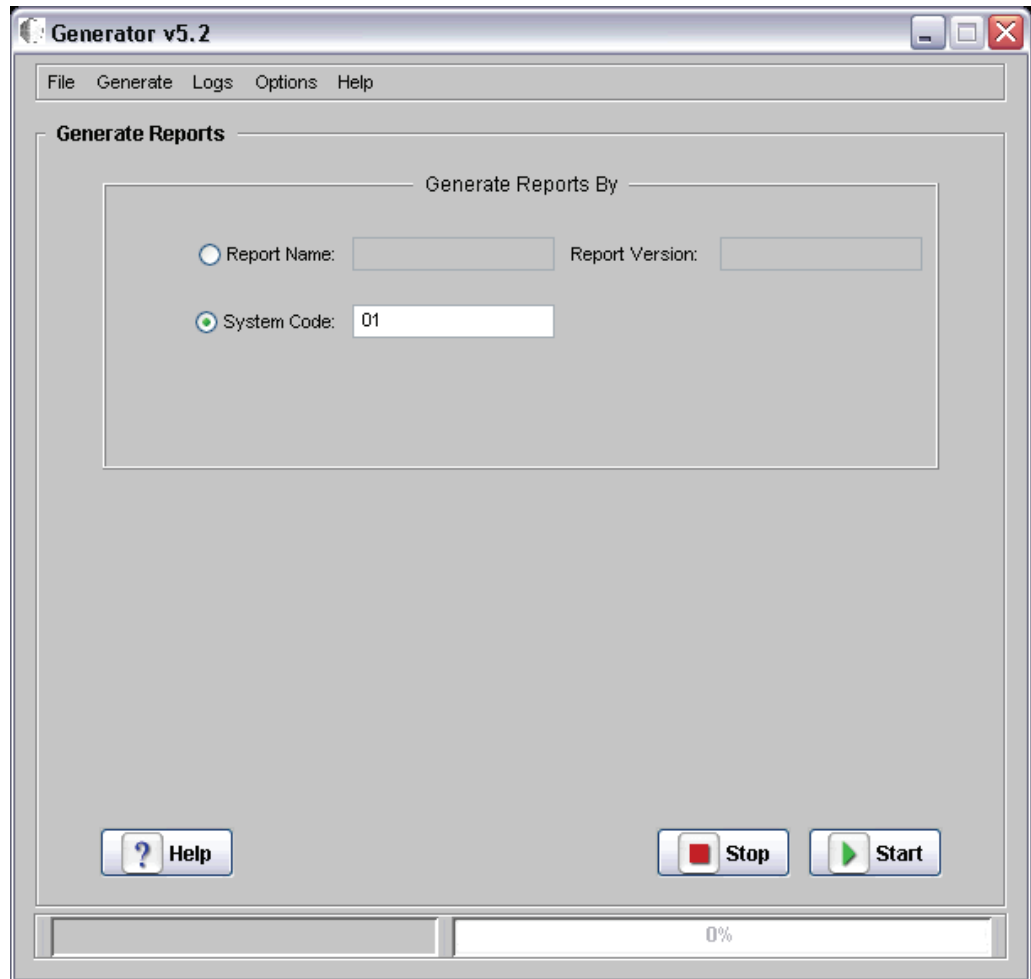 Generator v5.2
File Generate Logs Options Help
Generate Reports
Generate Reports By
Report Name: Report Version:
System Code: 01
? Help Stop Start
0%